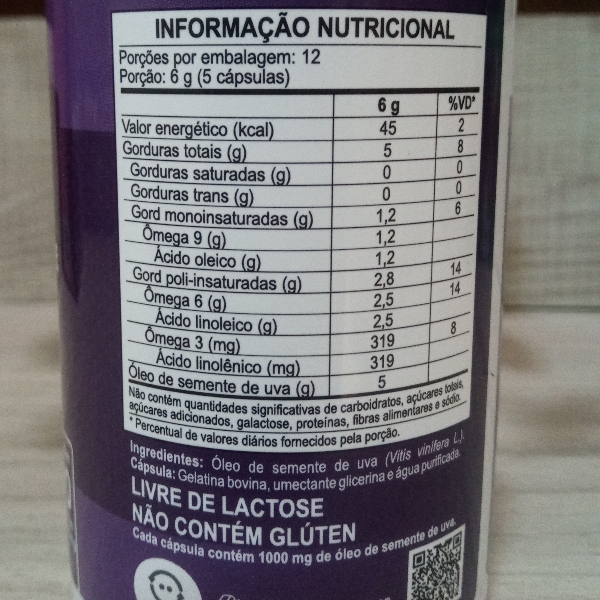 INFORMAÇÃO NUTRICIONAL
Porções por embalagem: 12
Porção: 6 g (5 cápsulas)
6 g %VD*
Valor energético (kcal) 45 2
Gorduras totais (g) 5 8
Gorduras saturadas (g) 0 0
Gorduras trans (g) 0 0
Gord monoinsaturadas (g) 1,2 6
Ômega 9 (g) 1,2
Ácido oleico (g) 1,2
Gord poli-insaturadas (g) 2,8 14
Ômega 6 (g) 2,5 14
Ácido linoleico (g) 2,5
Ômega 3 (mg) 319 8
Ácido linolênico (mg) 319
Óleo de semente de uva (g) 5
Não contém quantidades significativas de carboidratos, açúcares totais,
açúcares adicionados, galactose, proteínas, fibras alimentares e sódio.
* Percentual de valores diários fornecidos pela porção.
Ingredientes: Óleo de semente de uva (Vitis vinifera L.).
Cápsula: Gelatina bovina, umectante glicerina e água purificada.
LIVRE DE LACTOSE
NÃO CONTÉM GLÚTEN
Cada cápsula contém 1000 mg de óleo de semente de uva.